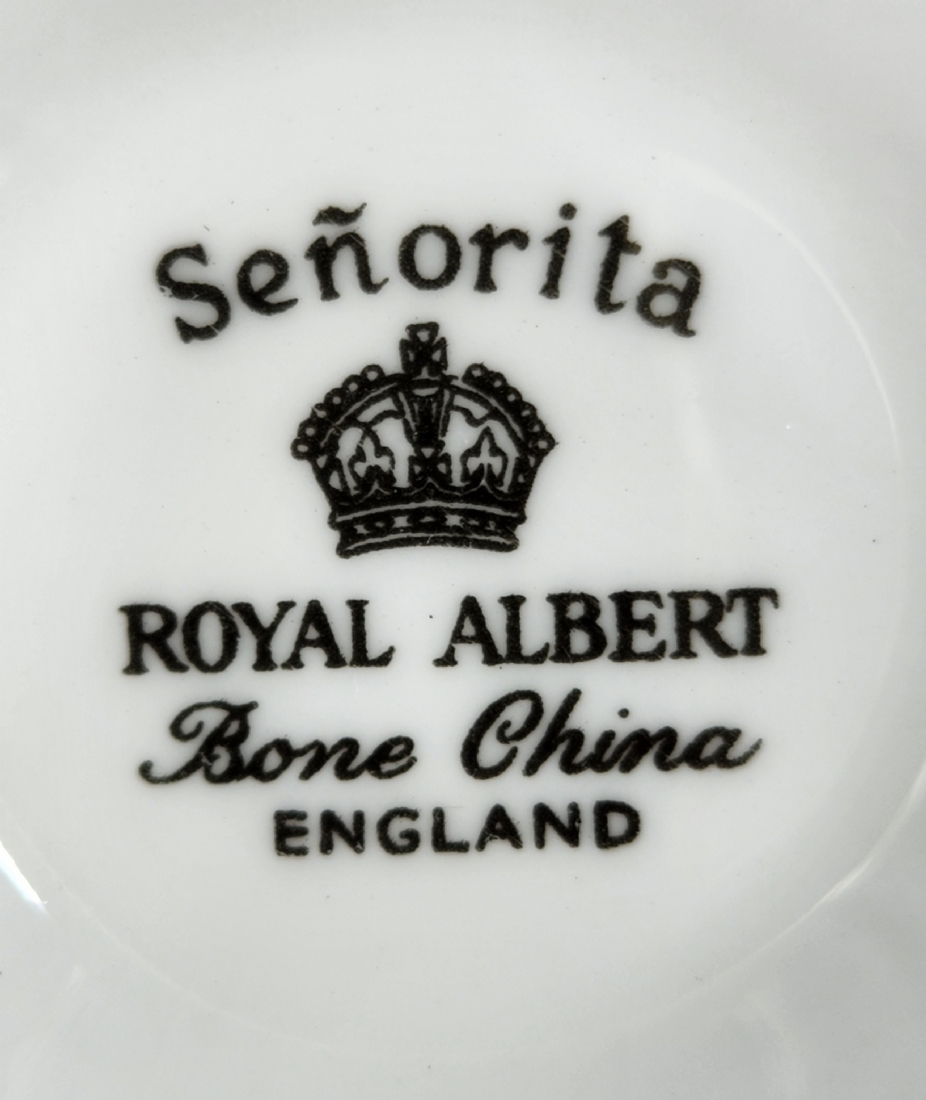 Señorita
ROYAL ALBERT
Bone China
ENGLAND